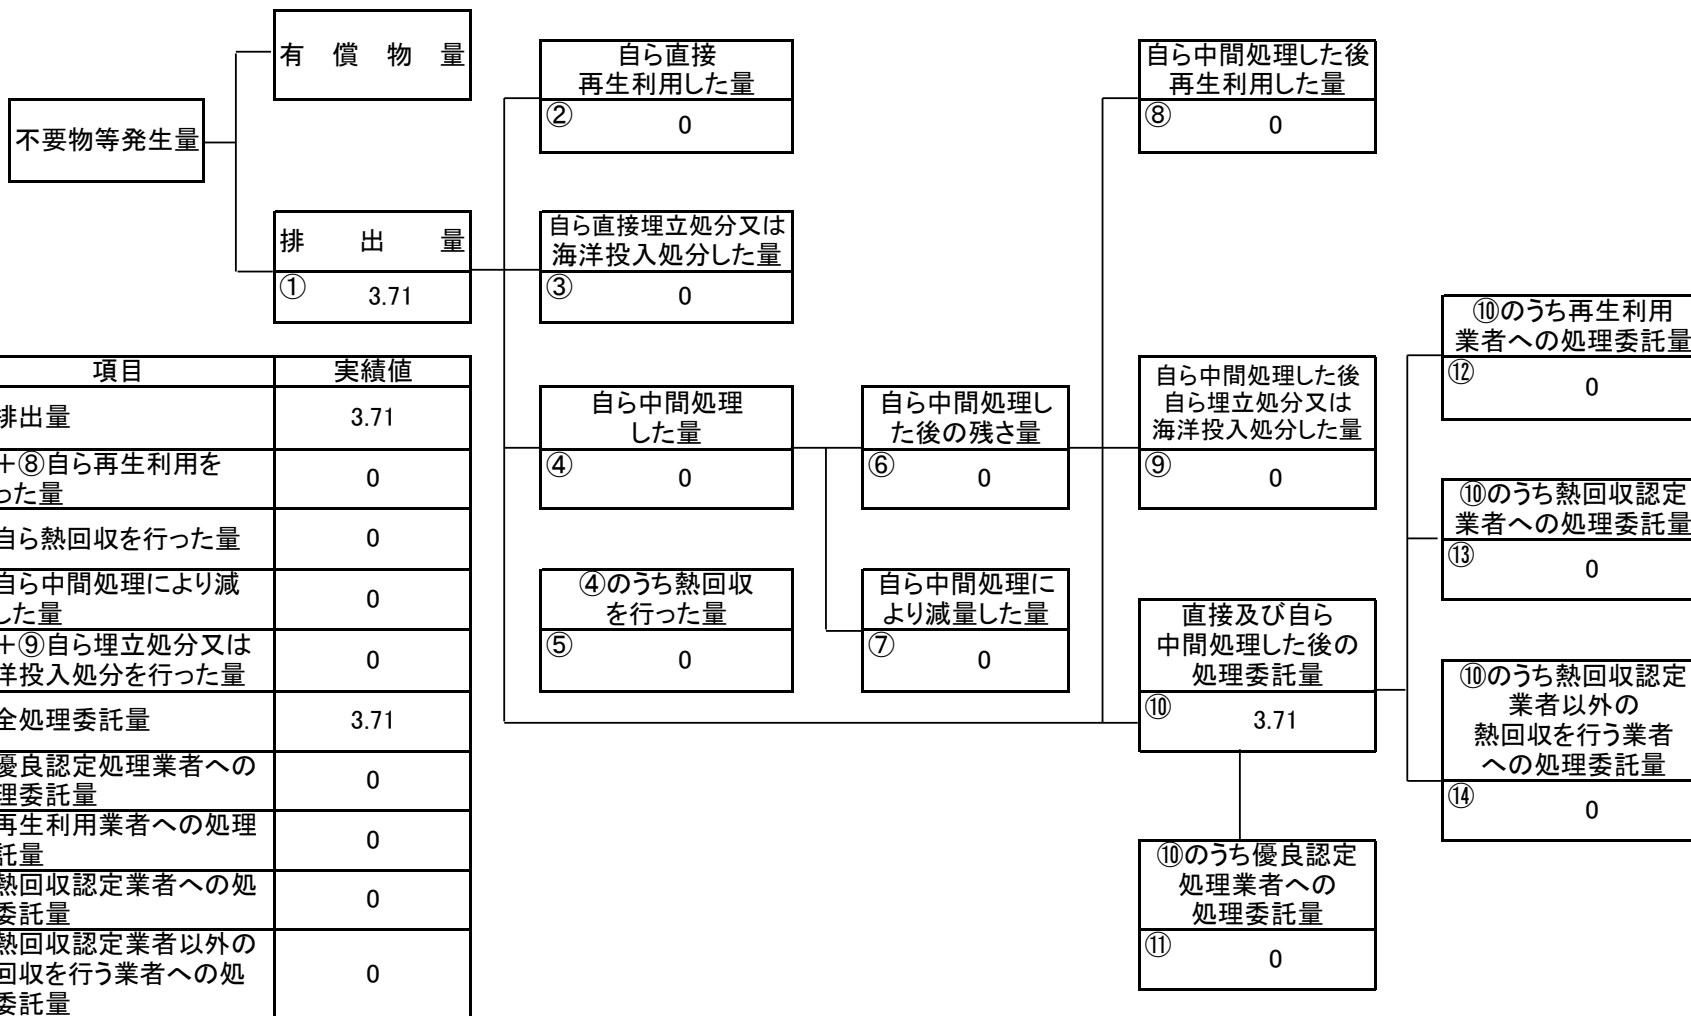 有償物量
不要物等発生量
排出量
① 3.71
自ら直接
再生利用した量
② 0
自ら直接埋立処分又は
海洋投入処分した量
③ 0
自ら中間処理
した量
④ 0
④のうち熱回収
を行った量
⑤ 0
自ら中間処理し
た後の残さ量
⑥ 0
自ら中間処理に
より減量した量
⑦ 0
自ら中間処理した後
再生利用した量
⑧ 0
自ら中間処理した後
自ら埋立処分又は
海洋投入処分した量
⑨ 0
直接及び自ら
中間処理した後の
処理委託量
⑩ 3.71
⑩のうち優良認定
処理業者への
処理委託量
⑪ 0
⑩のうち再生利用
業者への処理委託量
⑫ 0
⑩のうち熱回収認定
業者への処理委託量
⑬ 0
⑩のうち熱回収認定
業者以外の
熱回収を行う業者
への処理委託量
⑭ 0
項目 実績値
排出量 3.71
+⑧自ら再生利用を
った量 0
自ら熱回収を行った量 0
自ら中間処理により減
した量 0
+⑨自ら埋立処分又は
洋投入処分を行った量 0
全処理委託量 3.71
優良認定処理業者への
理委託量 0
再生利用業者への処理
託量 0
熱回収認定業者への処
委託量 0
熱回収認定業者以外の
回収を行う業者への処
委託量 0